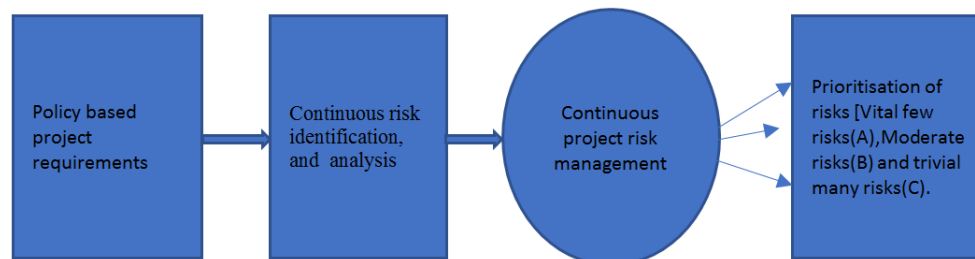 Policy based
project
requirements
Continuous risk
identification,
and analysis
Continuous
project risk
management
Prioritisation of
risks [Vital few
risks(A),Moderate
risks(B) and trivial
many risks(C).